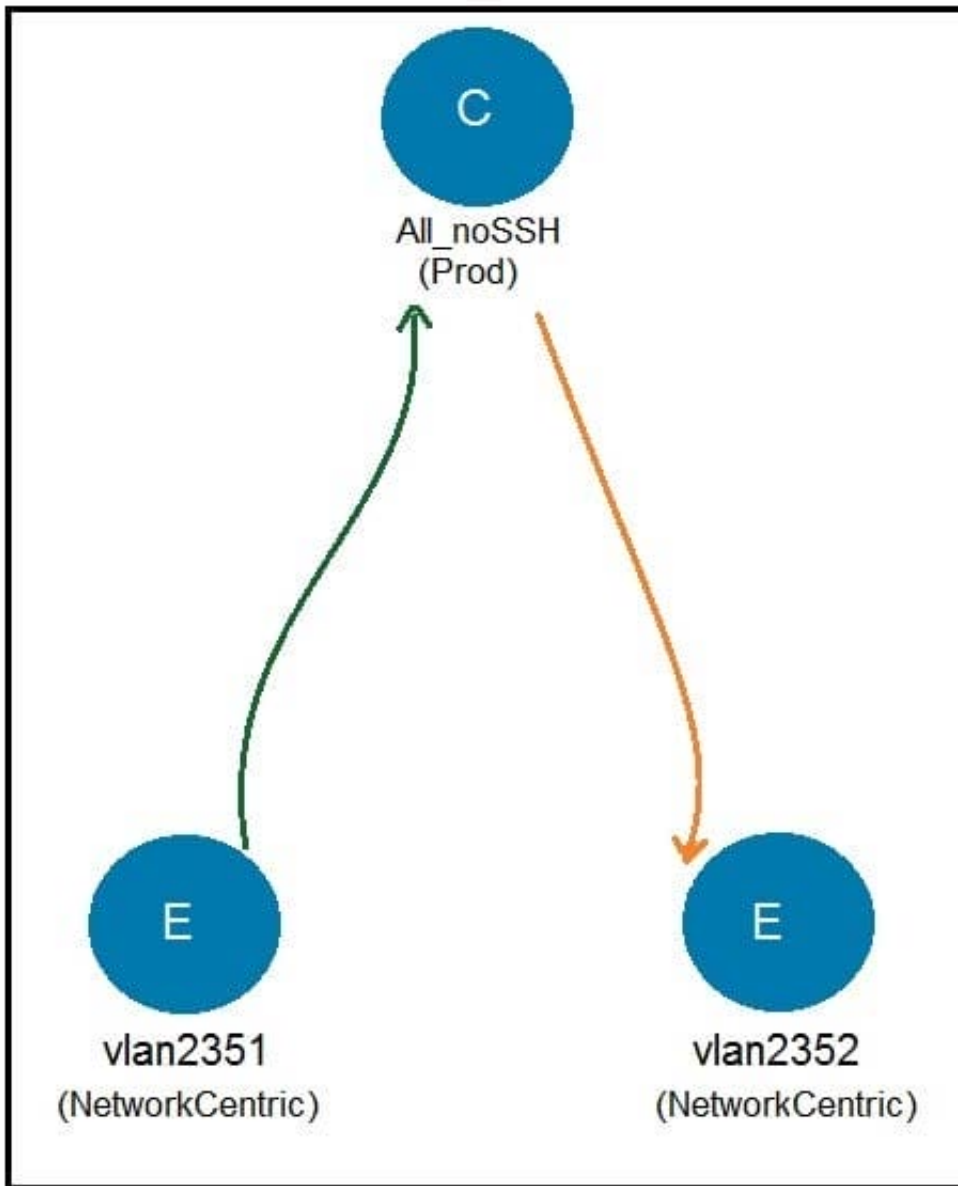 C
All_noSSH
(Prod)
E
E
vlan2351
vlan2352
(NetworkCentric)
(NetworkCentric)